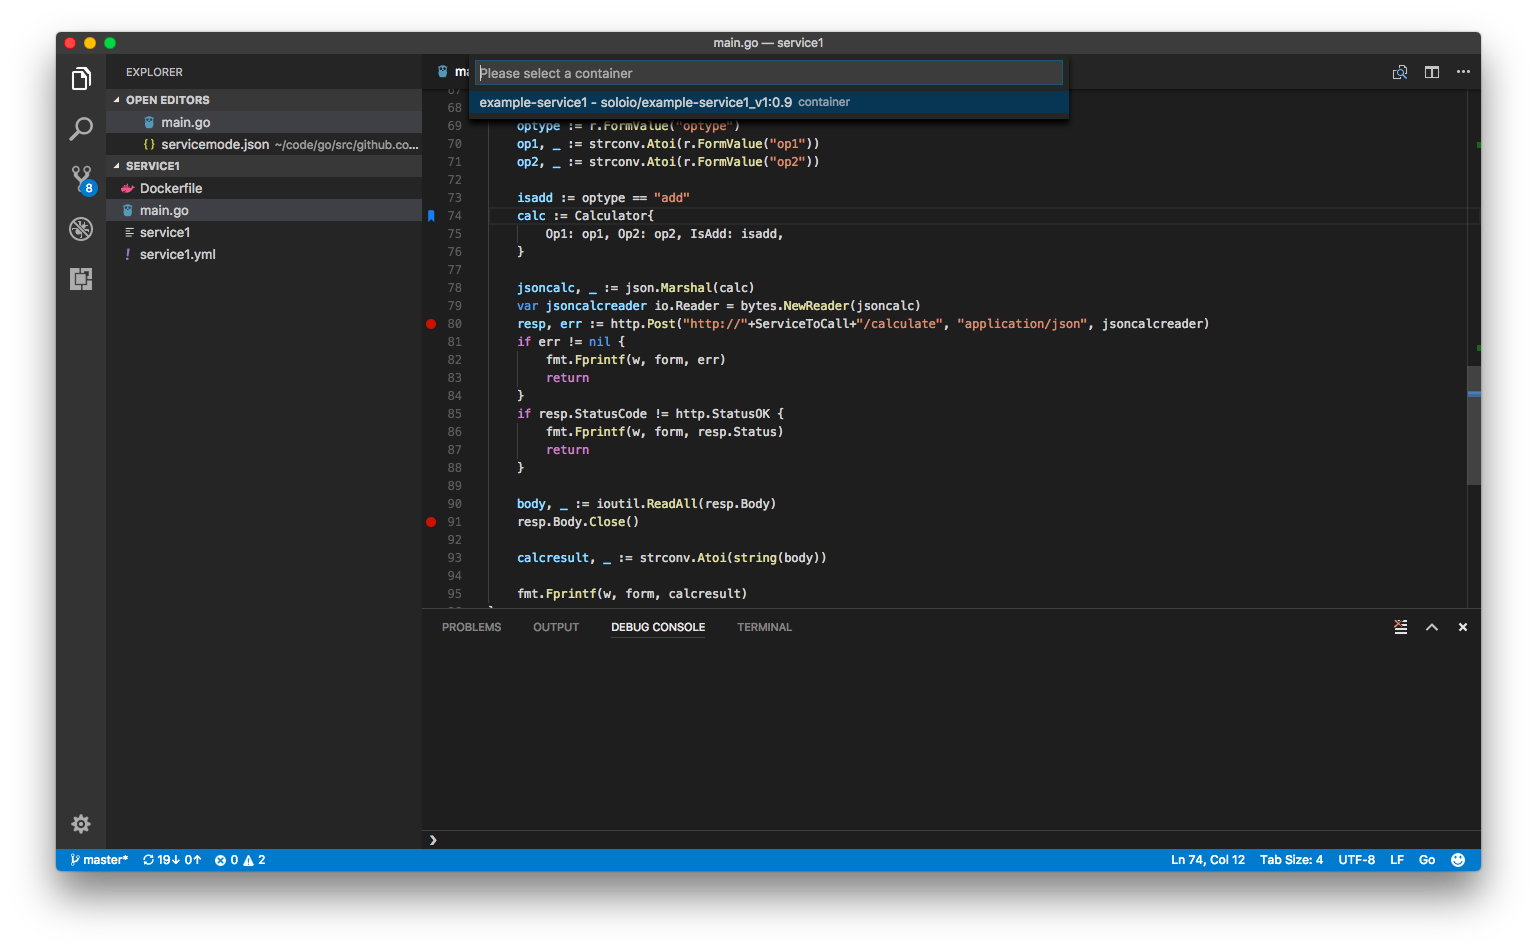 main.go — service1
EXPLORER
OPEN EDITORS
main.go
servicemode.json ~/code/go/src/github.co...
SERVICE1
Dockerfile
main.go
service1
service1.yml
8
Please select a container
example-service1 - soloio/example-service1_v1:0.9 container
67
68
69 optype := r.FormValue("optype")
70 op1, _ := strconv.Atoi(r.FormValue("op1"))
71 op2, _ := strconv.Atoi(r.FormValue("op2"))
72
73 isadd := optype == "add"
74 calc := Calculator{
75 Op1: op1, Op2: op2, IsAdd: isadd,
76 }
77
78 jsoncalc, _ := json.Marshal(calc)
79 var jsoncalcreader io.Reader = bytes.NewReader(jsoncalc)
80 resp, err := http.Post("http://"+ServiceToCall+"/calculate", "application/json", jsoncalcreader)
81 if err != nil {
82 fmt.Fprintf(w, form, err)
83 return
84 }
85 if resp.StatusCode != http.StatusOK {
86 fmt.Fprintf(w, form, resp.Status)
87 return
88 }
89
90 body, _ := ioutil.ReadAll(resp.Body)
91 resp.Body.Close()
92
93 calcresult, _ := strconv.Atoi(string(body))
94
95 fmt.Fprintf(w, form, calcresult)
PROBLEMS OUTPUT DEBUG CONSOLE TERMINAL
master* 19↓ 0↑ 0 2 Ln 74, Col 12 Tab Size: 4 UTF-8 LF Go